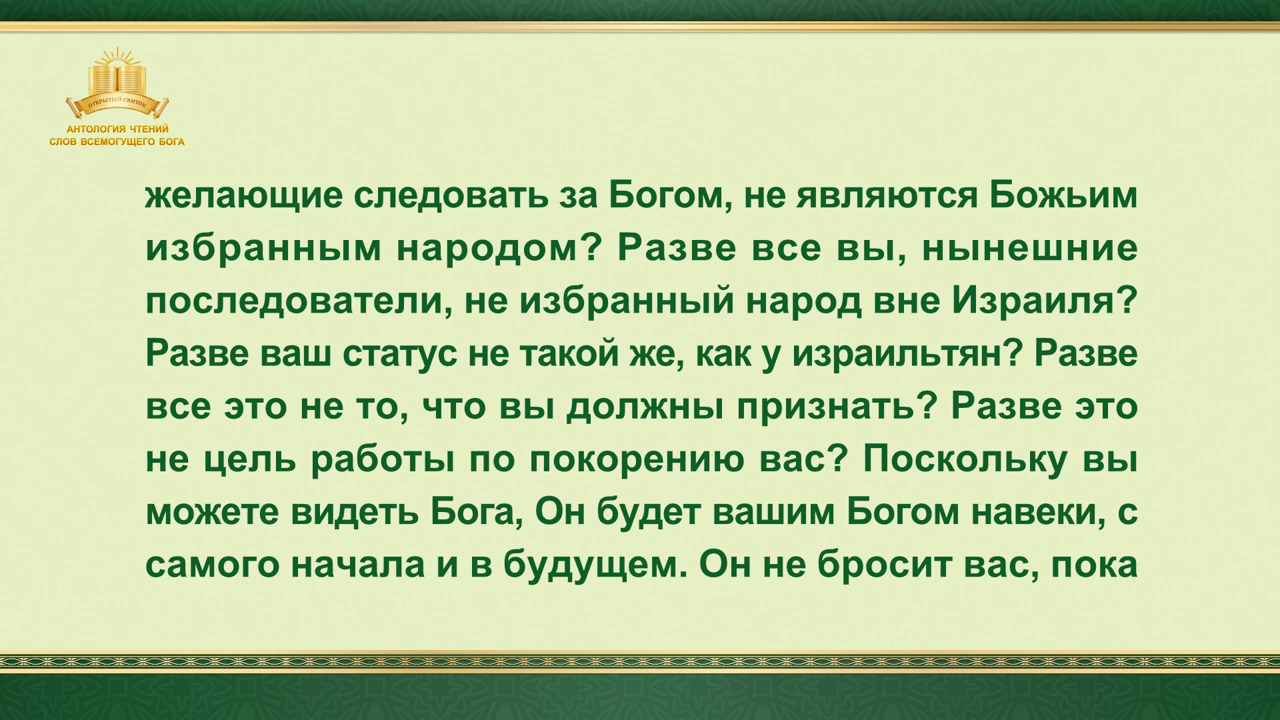 ОТКРЫТЫЙ СВИТОК
АНТОЛОГИЯ ЧТЕНИЙ
СЛОВ ВСЕМОГУЩЕГО БОГА
желающие следовать за Богом, не являются Божьим
избранным народом? Разве все вы, нынешние
последователи, не избранный народ вне Израиля?
Разве ваш статус не такой же, как у израильтян? Разве
все это не то, что вы должны признать? Разве это
не цель работы по покорению вас? Поскольку вы
можете видеть Бога, Он будет вашим Богом навеки, с
самого начала и в будущем. Он не бросит вас, пока